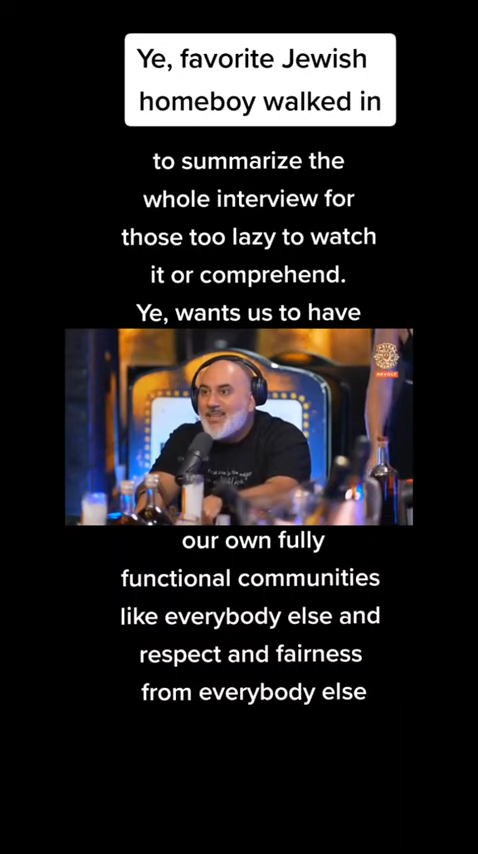 Ye, favorite Jewish
homeboy walked in
to summarize the
whole interview for
those too lazy to watch
it or comprehend.
Ye, wants us to have
REVOLT
our own fully
functional communities
like everybody else and
respect and fairness
from everybody else